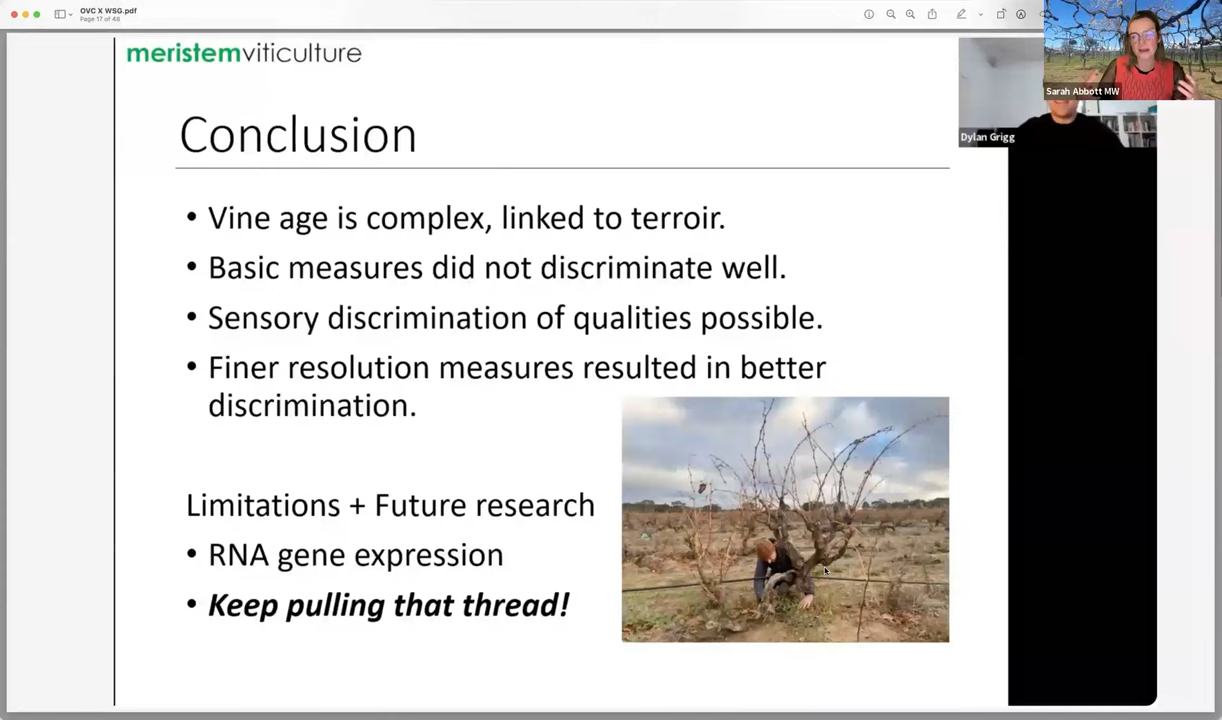 OVC X WSG.pdf
Page 17 of 48
meristemviticulture
Sarah Abbott MW
Dylan Grigg
Conclusion
• Vine age is complex, linked to terroir.
• Basic measures did not discriminate well.
• Sensory discrimination of qualities possible.
• Finer resolution measures resulted in better
discrimination.
Limitations + Future research
• RNA gene expression
• Keep pulling that thread!